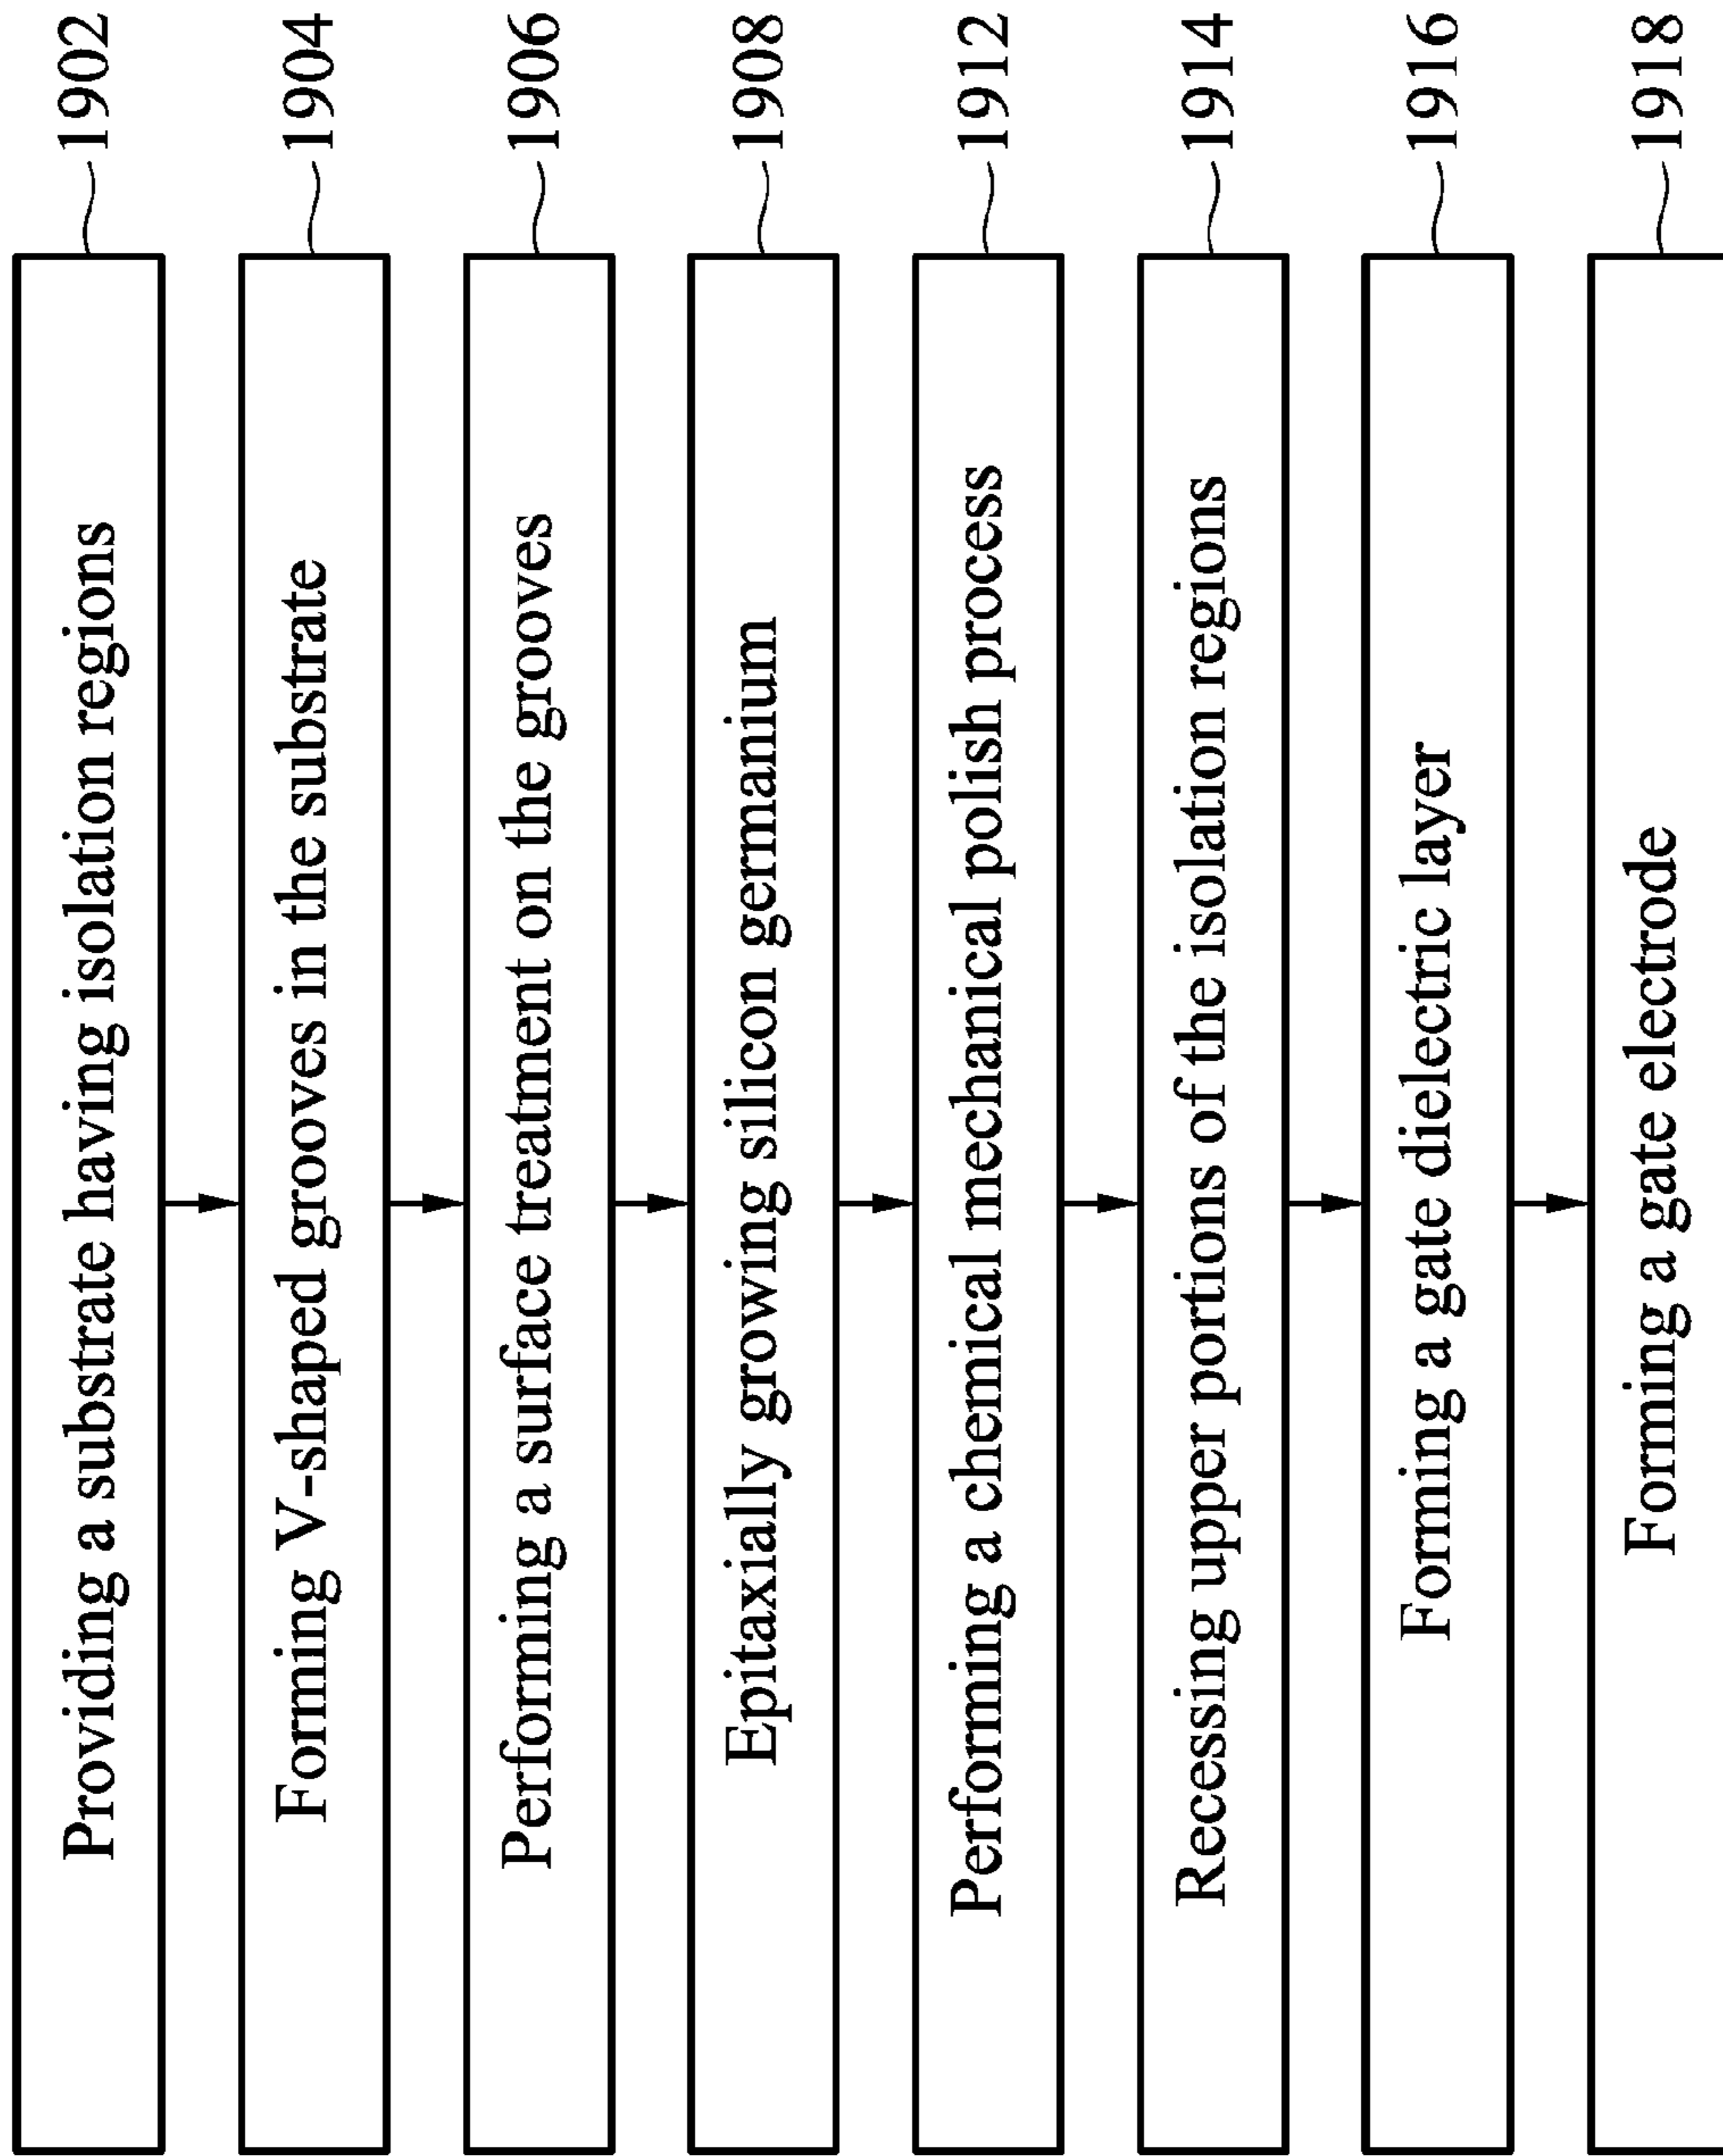 Providing a substrate having isolation regions 1902
Forming V-shaped grooves in the substrate 1904
Performing a surface treatment on the grooves 1906
Epitaxially growing silicon germanium 1908
Performing a chemical mechanical polish process 1912
Recessing upper portions of the isolation regions 1914
Forming a gate dielectric layer 1916
Forming a gate electrode 1918